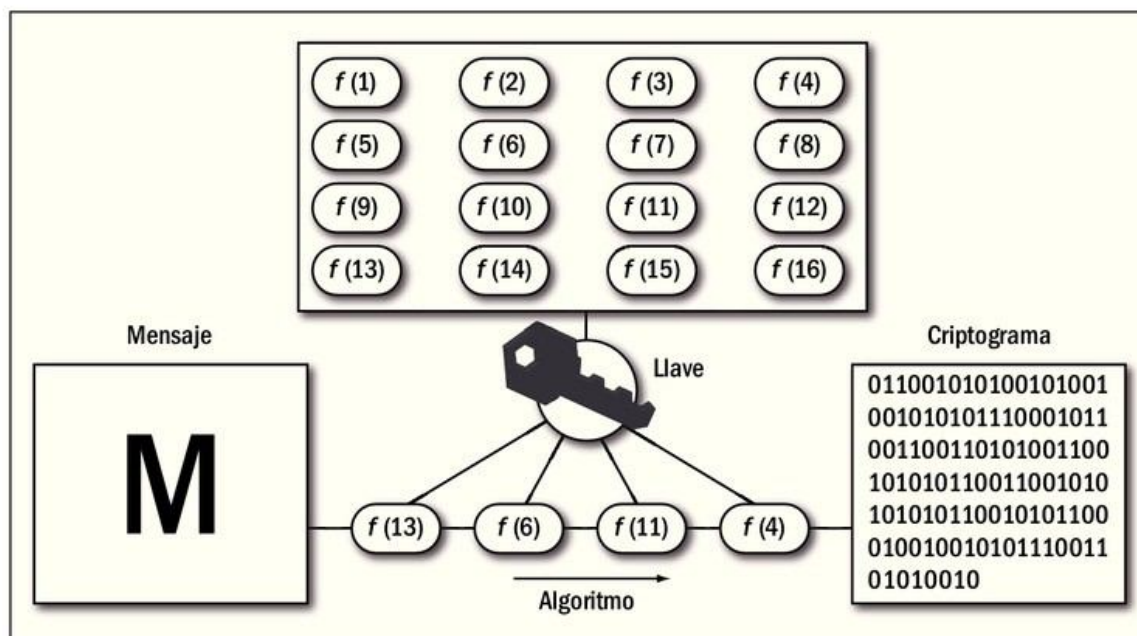 f (1) f (2) f (3) f (4)
f (5) f (6) f (7) f (8)
f (9) f (10) f (11) f (12)
f (13) f (14) f (15) f (16)
Mensaje
Llave
Criptograma
M
011001010100101001
001010101110001011
001100110101001100
101010110011001010
101010110010101100
010010010101110011
01010010
f (13) f (6) f (11) f (4)
Algoritmo